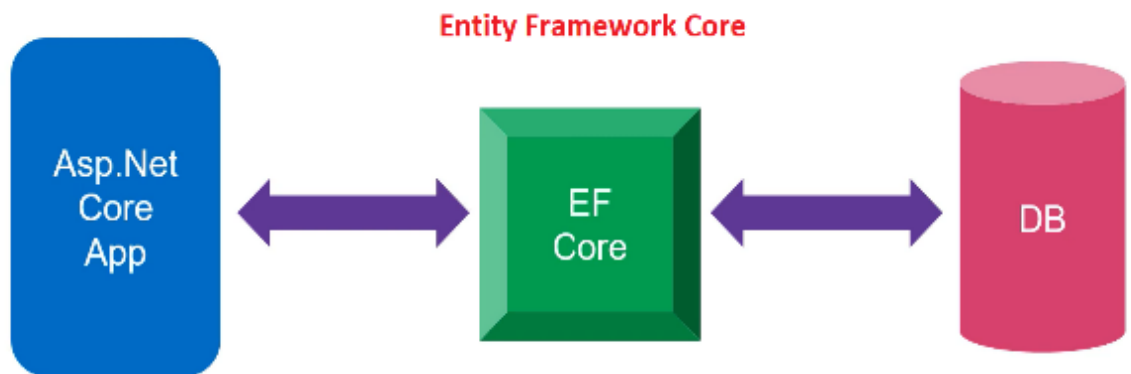 Entity Framework Core
Asp.Net
Core
App
EF
Core
DB